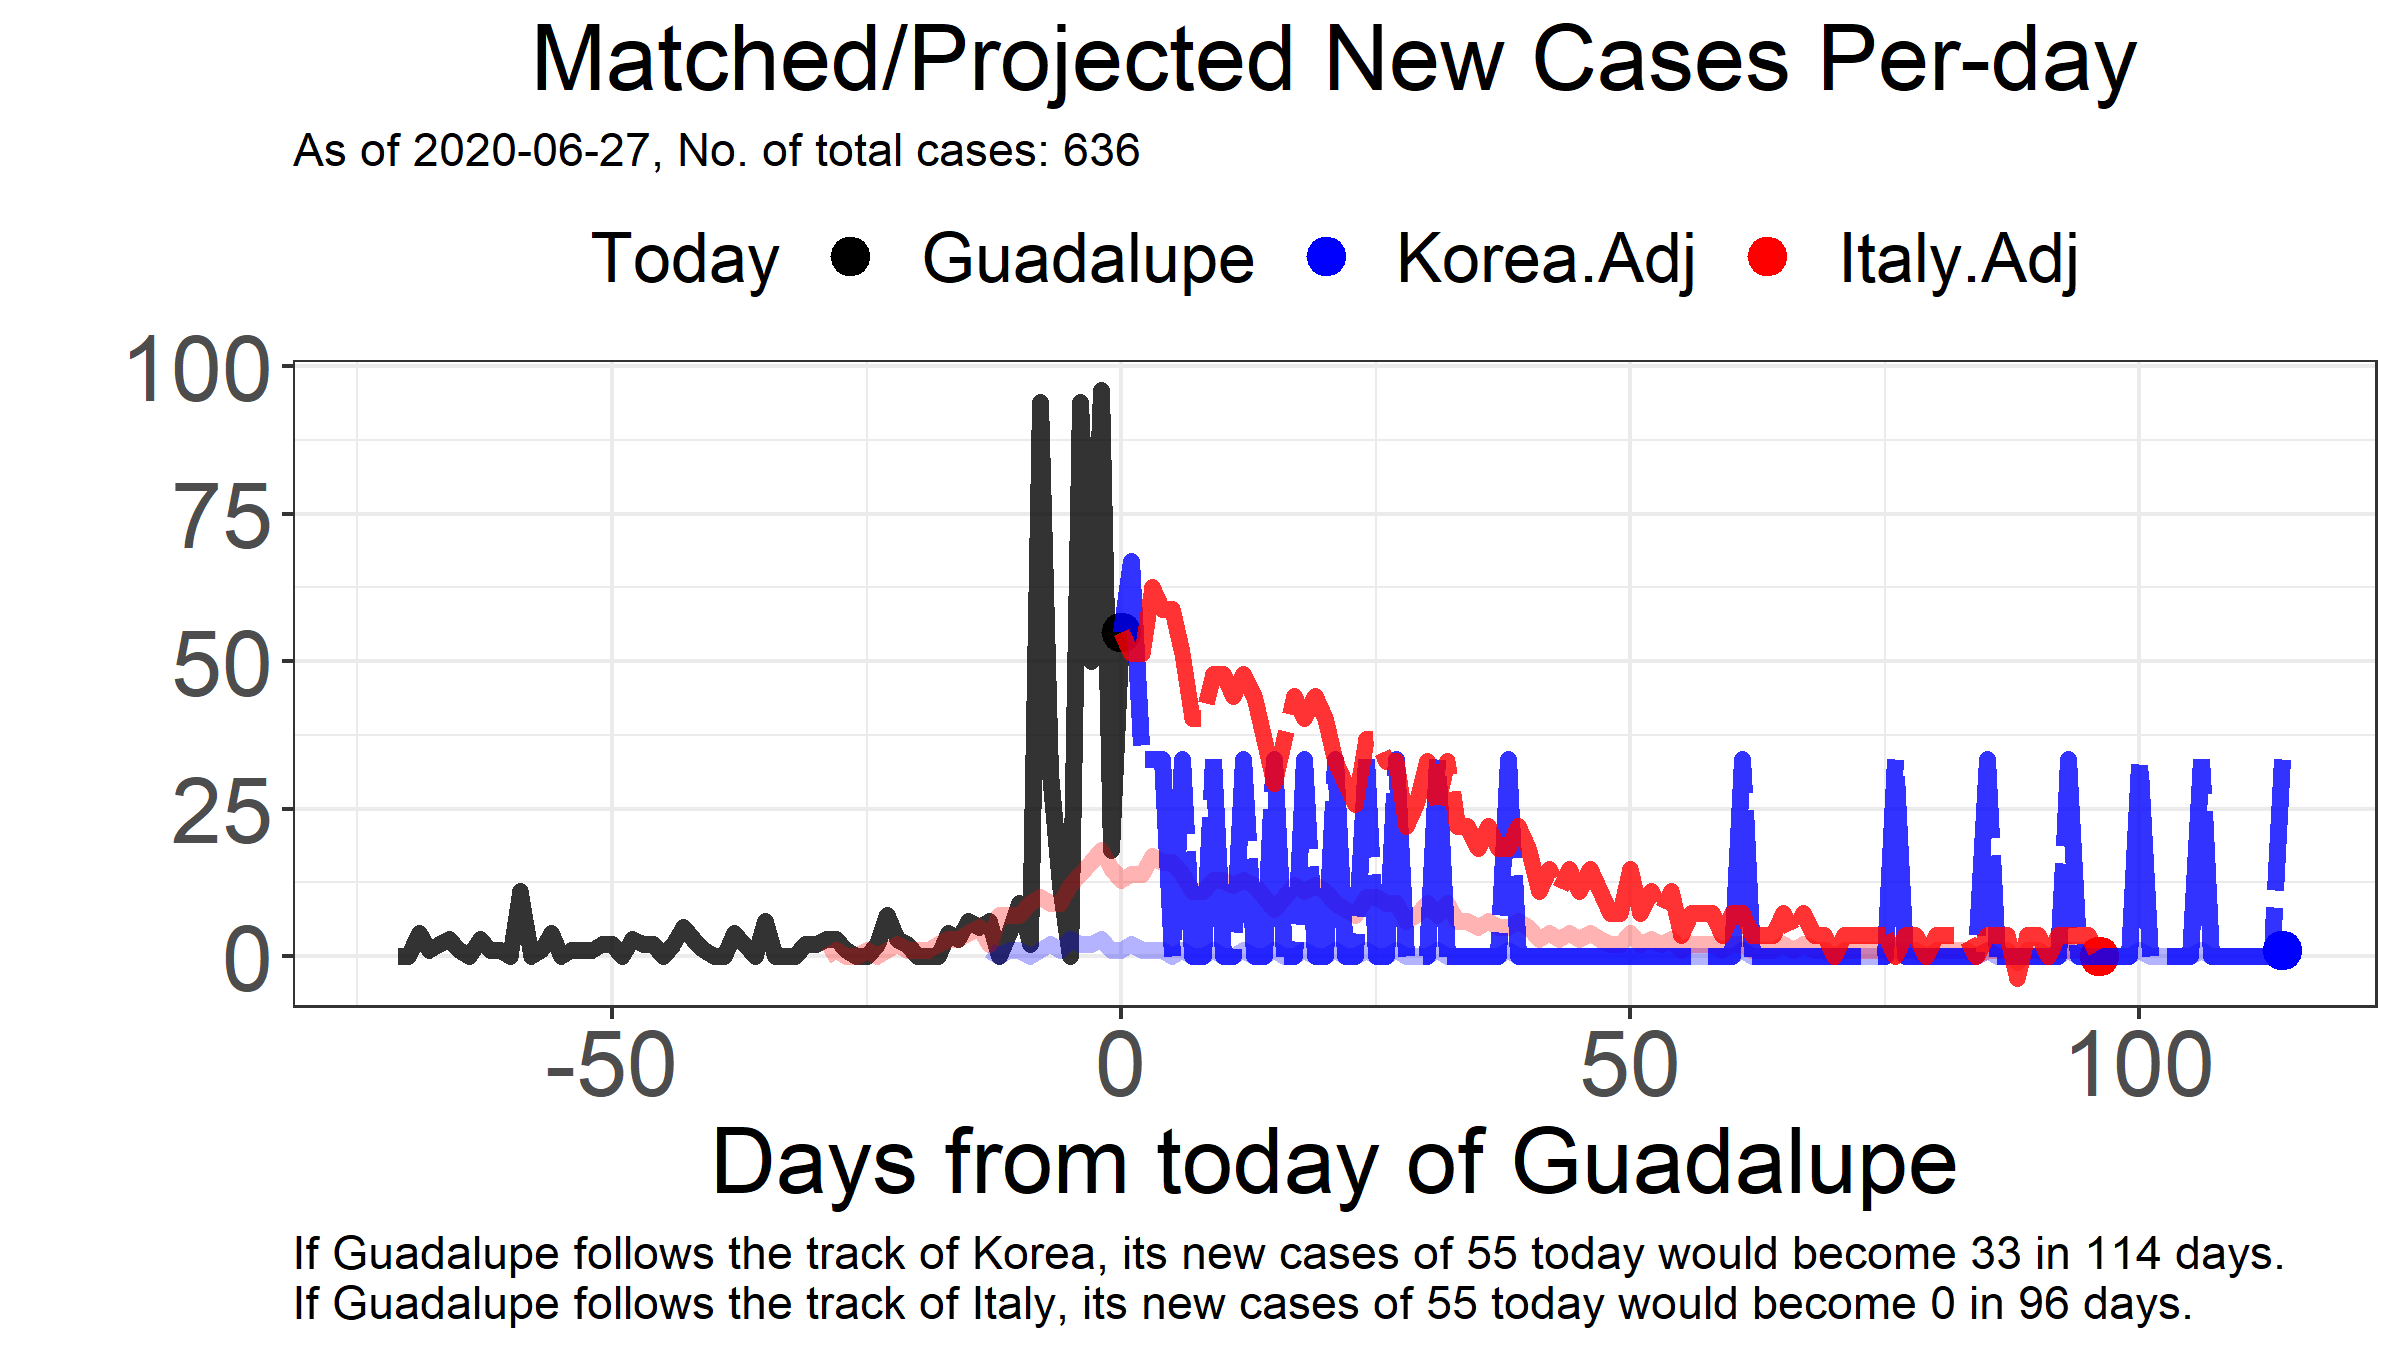 Matched/Projected New Cases Per-day
As of 2020-06-27, No. of total cases: 636
Today Guadalupe Korea.Adj Italy.Adj
100
75
50
25
0
-50 0 50 100
Days from today of Guadalupe
If Guadalupe follows the track of Korea, its new cases of 55 today would become 33 in 114 days.
If Guadalupe follows the track of Italy, its new cases of 55 today would become 0 in 96 days.